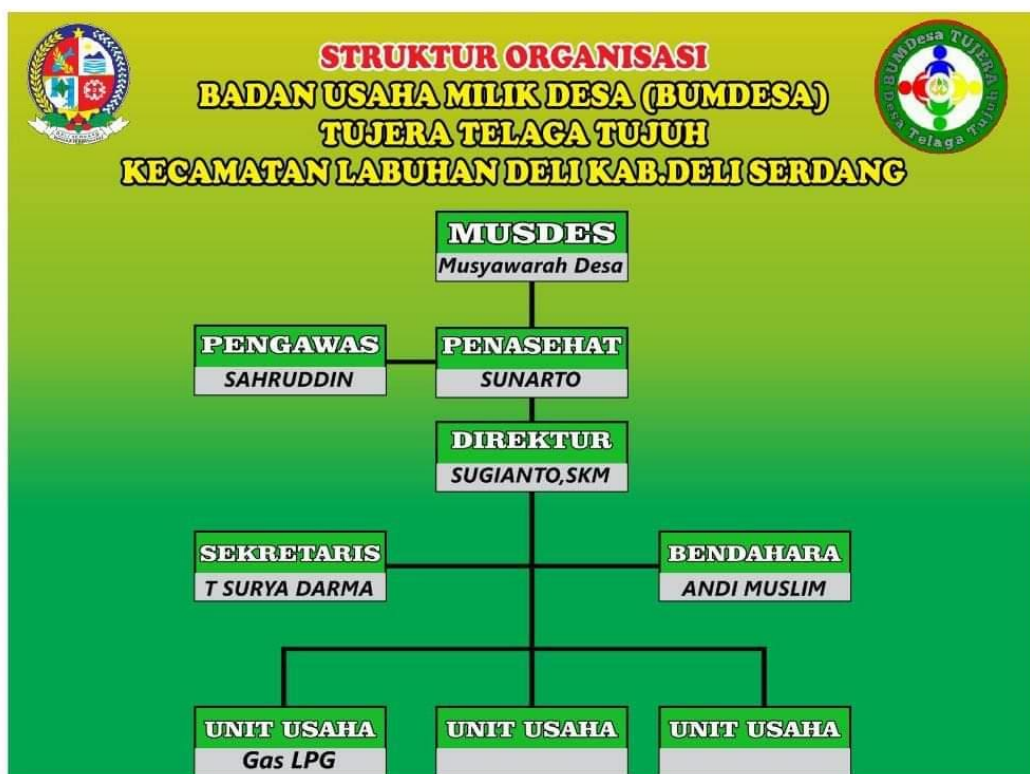 STRUKTUR ORGANISASI
BADAN USAHA MILIK DESA (BUMDESA)
TUJERA TELAGA TUJUH
KECAMATAN LABUHAN DELI KAB.DELI SERDANG
BUMDesa TUJERA
Desa Telaga Tujuh
MUSDES
Musyawarah Desa
PENGAWAS
SAHRUDDIN
PENASEHAT
SUNARTO
DIREKTUR
SUGIANTO,SKM
SEKRETARIS
T SURYA DARMA
BENDAHARA
ANDI MUSLIM
UNIT USAHA
Gas LPG
UNIT USAHA
UNIT USAHA